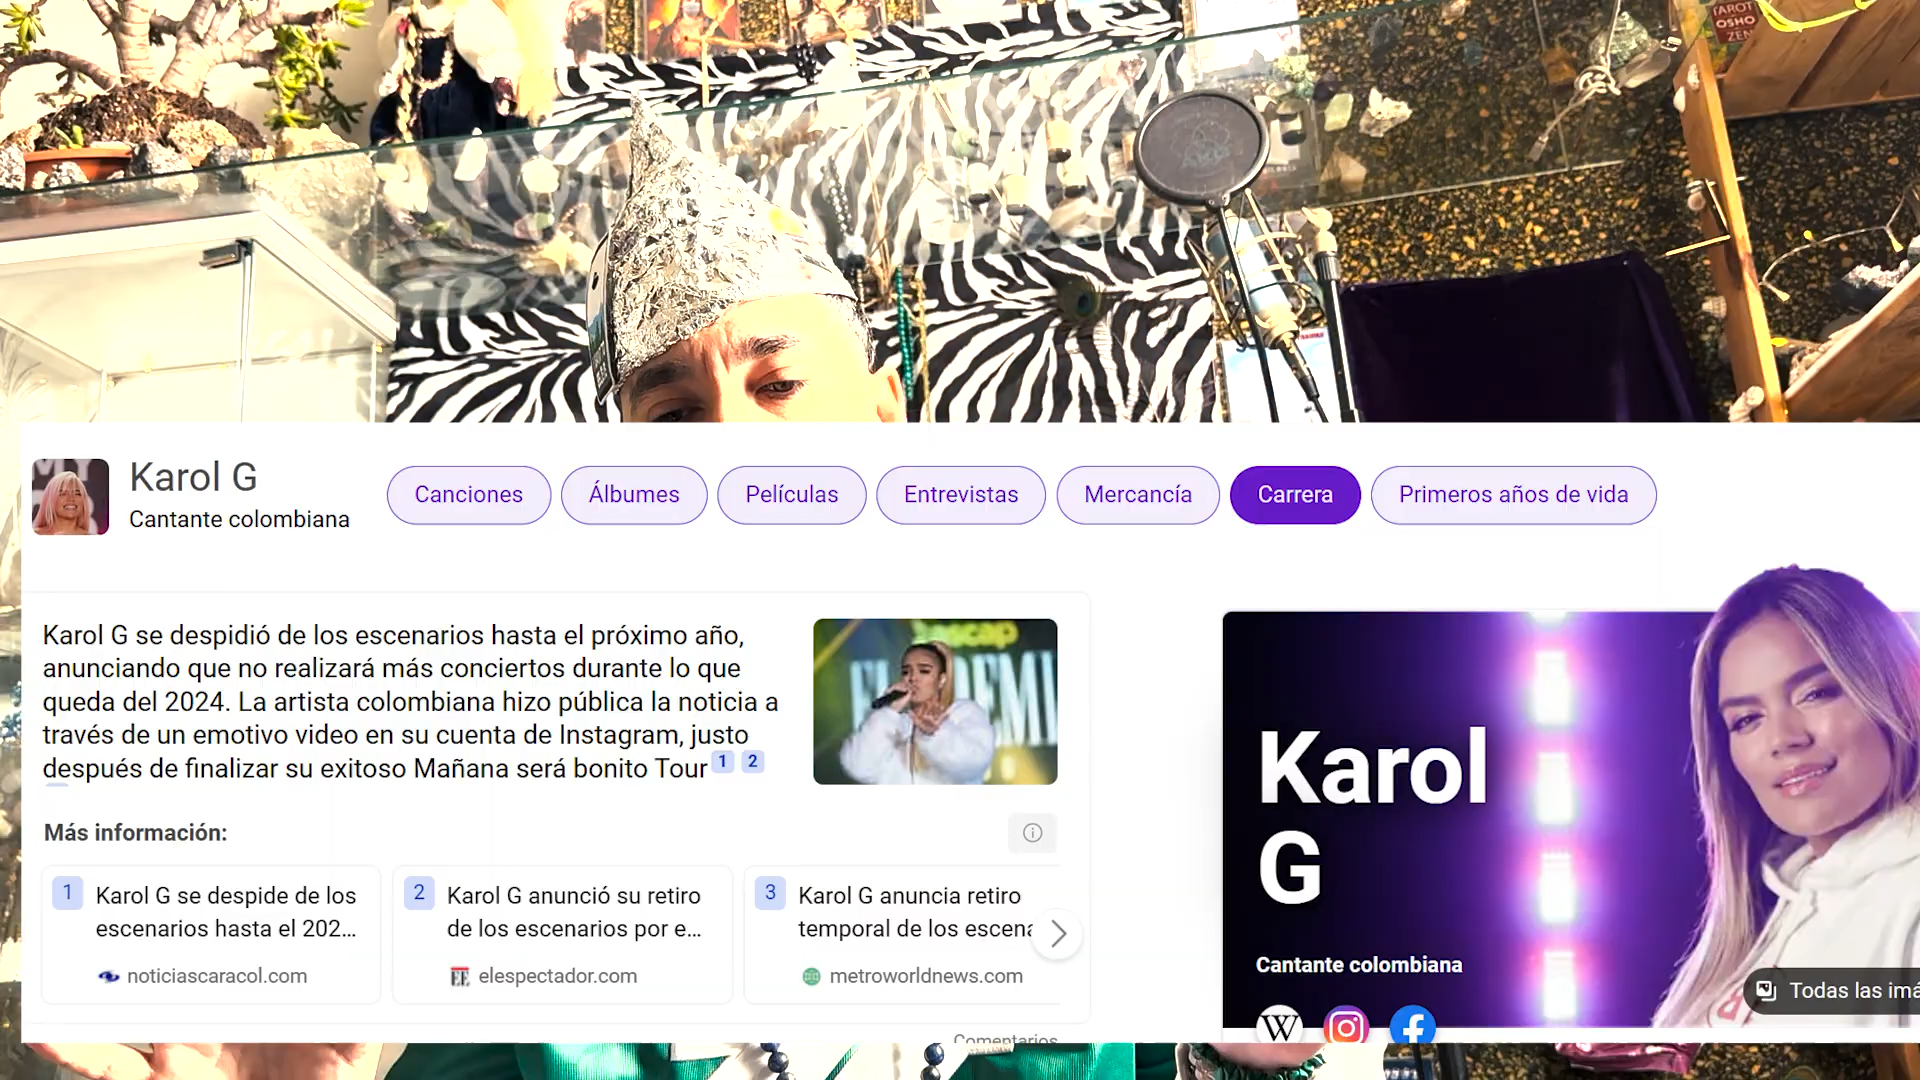 TAROT
OSHO
ZEN
Karol G
Cantante colombiana
Canciones
Álbumes
Películas
Entrevistas
Mercancía
Carrera
Primeros años de vida
Karol G se despidió de los escenarios hasta el próximo año,
anunciando que no realizará más conciertos durante lo que
queda del 2024. La artista colombiana hizo pública la noticia a
través de un emotivo video en su cuenta de Instagram, justo
después de finalizar su exitoso Mañana será bonito Tour 1 2
Más información:
1 Karol G se despide de los
escenarios hasta el 202...
noticiascaracol.com
2 Karol G anunció su retiro
de los escenarios por e...
elespectador.com
3 Karol G anuncia retiro
temporal de los escena
metroworldnews.com
Comentarios
Karol
G
Cantante colombiana
Todas las imá